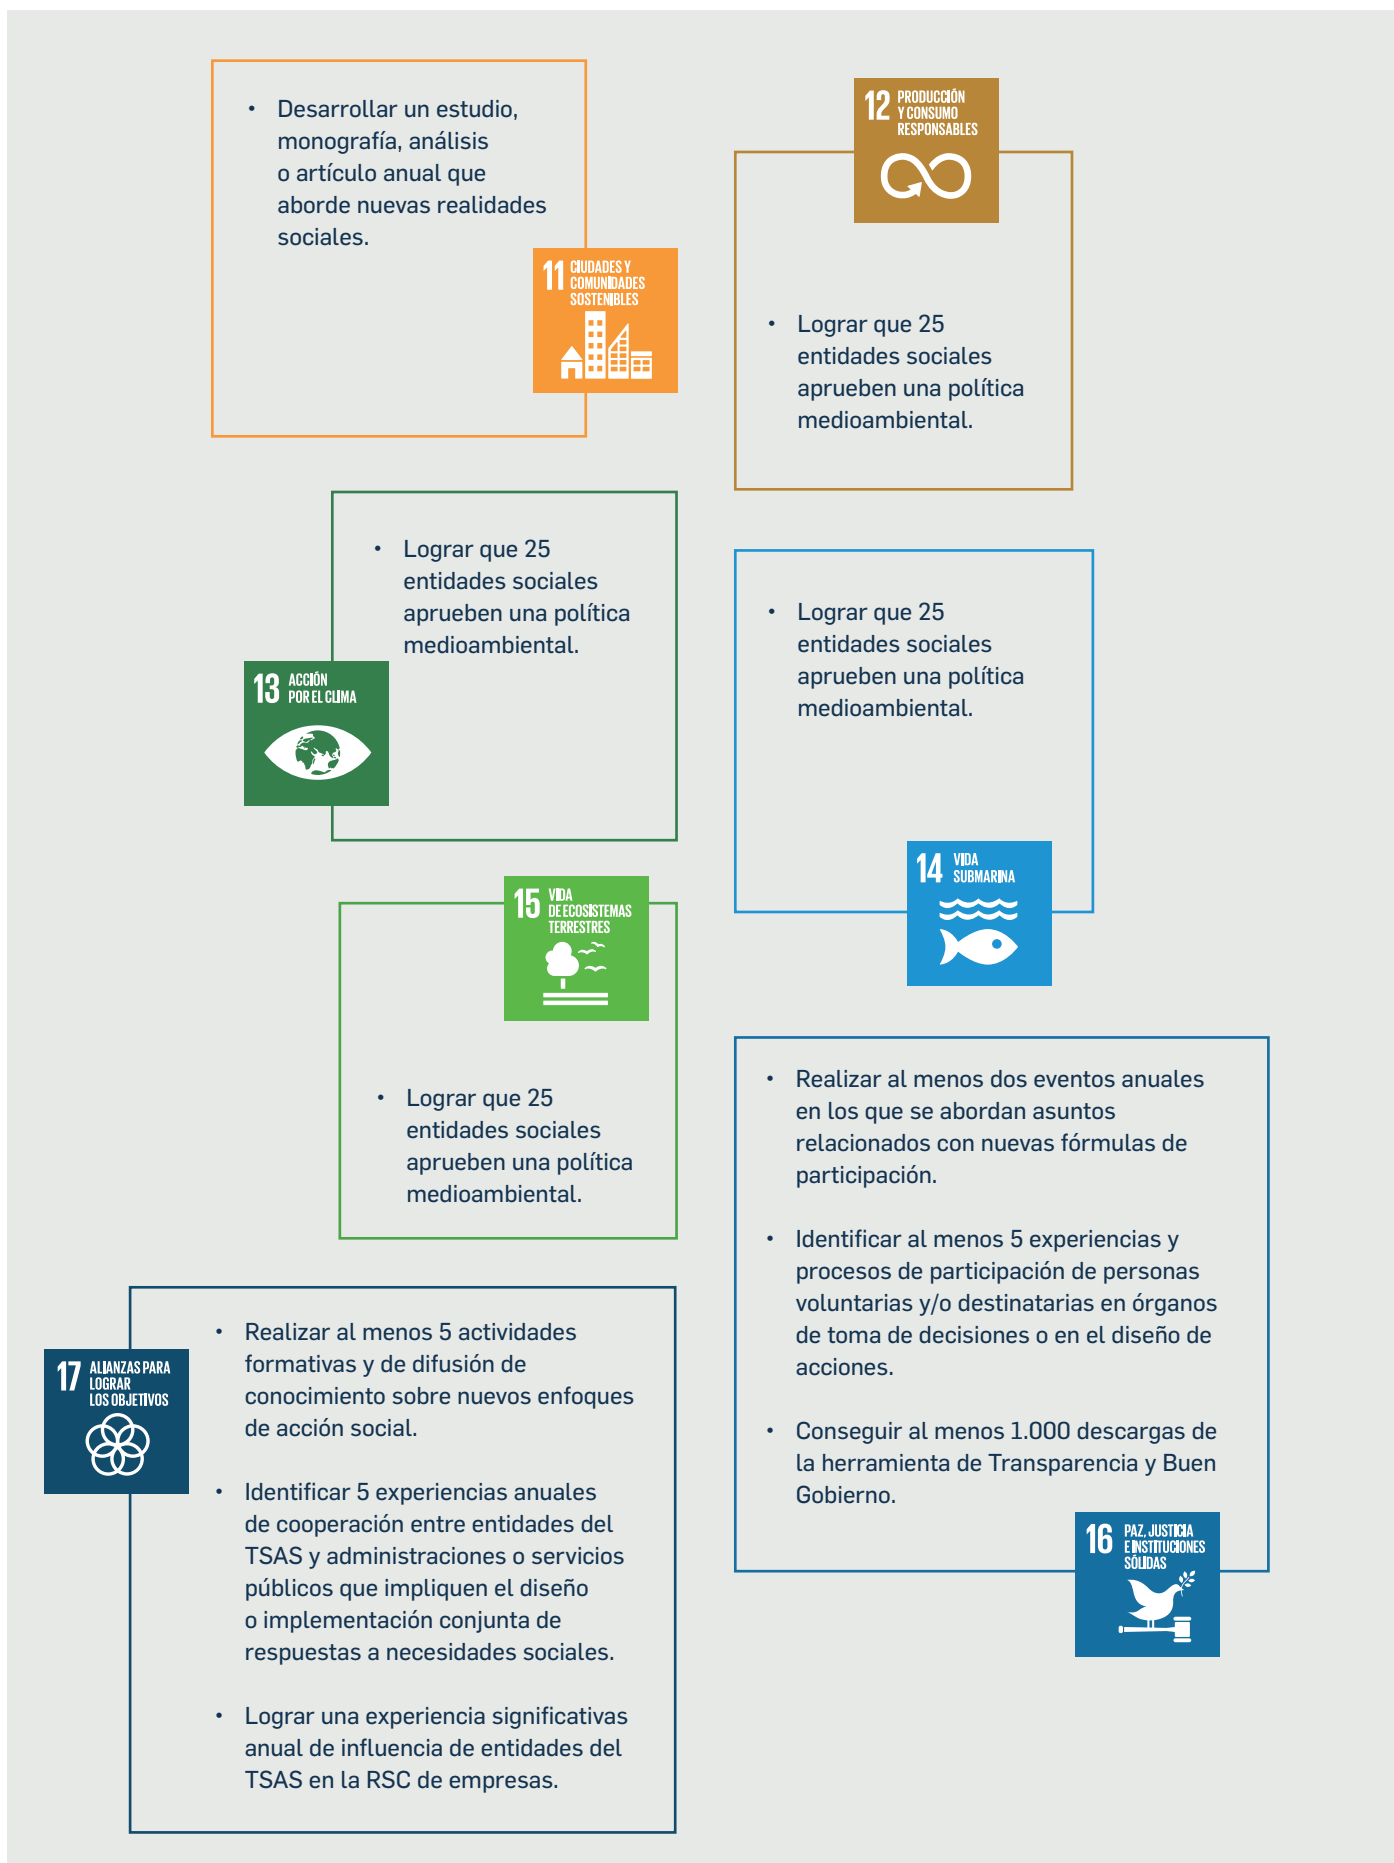 • Desarrollar un estudio,
monografía, análisis
o artículo anual que
aborde nuevas realidades
sociales.
11 CIUDADES Y
COMUNIDADES
SOSTENIBLES
12 PRODUCCIÓN
Y CONSUMO
RESPONSABLES
• Lograr que 25
entidades sociales
aprueben una política
medioambiental.
• Lograr que 25
entidades sociales
aprueben una política
medioambiental.
13 ACCIÓN
POR EL CLIMA
• Lograr que 25
entidades sociales
aprueben una política
medioambiental.
14 VIDA
SUBMARINA
15 VIDA
DE ECOSISTEMAS
TERRESTRES
• Lograr que 25
entidades sociales
aprueben una política
medioambiental.
• Realizar al menos dos eventos anuales
en los que se abordan asuntos
relacionados con nuevas fórmulas de
participación.
• Identificar al menos 5 experiencias y
procesos de participación de personas
voluntarias y/o destinatarias en órganos
de toma de decisiones o en el diseño de
acciones.
• Conseguir al menos 1.000 descargas de
la herramienta de Transparencia y Buen
Gobierno.
16 PAZ, JUSTICIA
E INSTITUCIONES
SÓLIDAS
17 ALIANZAS PARA
LOGRAR
LOS OBJETIVOS
• Realizar al menos 5 actividades
formativas y de difusión de
conocimiento sobre nuevos enfoques
de acción social.
• Identificar 5 experiencias anuales
de cooperación entre entidades del
TSAS y administraciones o servicios
públicos que impliquen el diseño
o implementación conjunta de
respuestas a necesidades sociales.
• Lograr una experiencia significativas
anual de influencia de entidades del
TSAS en la RSC de empresas.